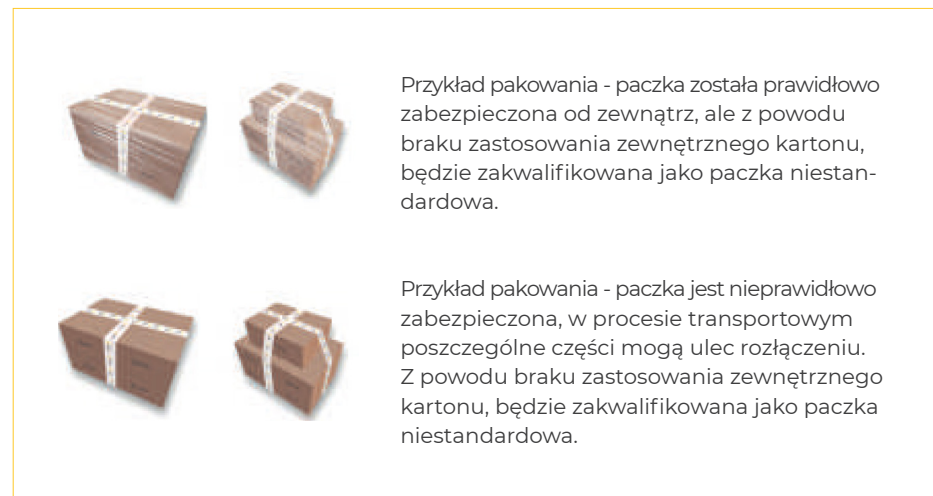 Przykład pakowania - paczka została prawidłowo
zabezpieczona od zewnątrz, ale z powodu
braku zastosowania zewnętrznego kartonu,
będzie zakwalifikowana jako paczka niestan-
dardowa.
Przykład pakowania - paczka jest nieprawidłowo
zabezpieczona, w procesie transportowym
poszczególne części mogą ulec rozłączeniu.
Z powodu braku zastosowania zewnętrznego
kartonu, będzie zakwalifikowana jako paczka
niestandardowa.